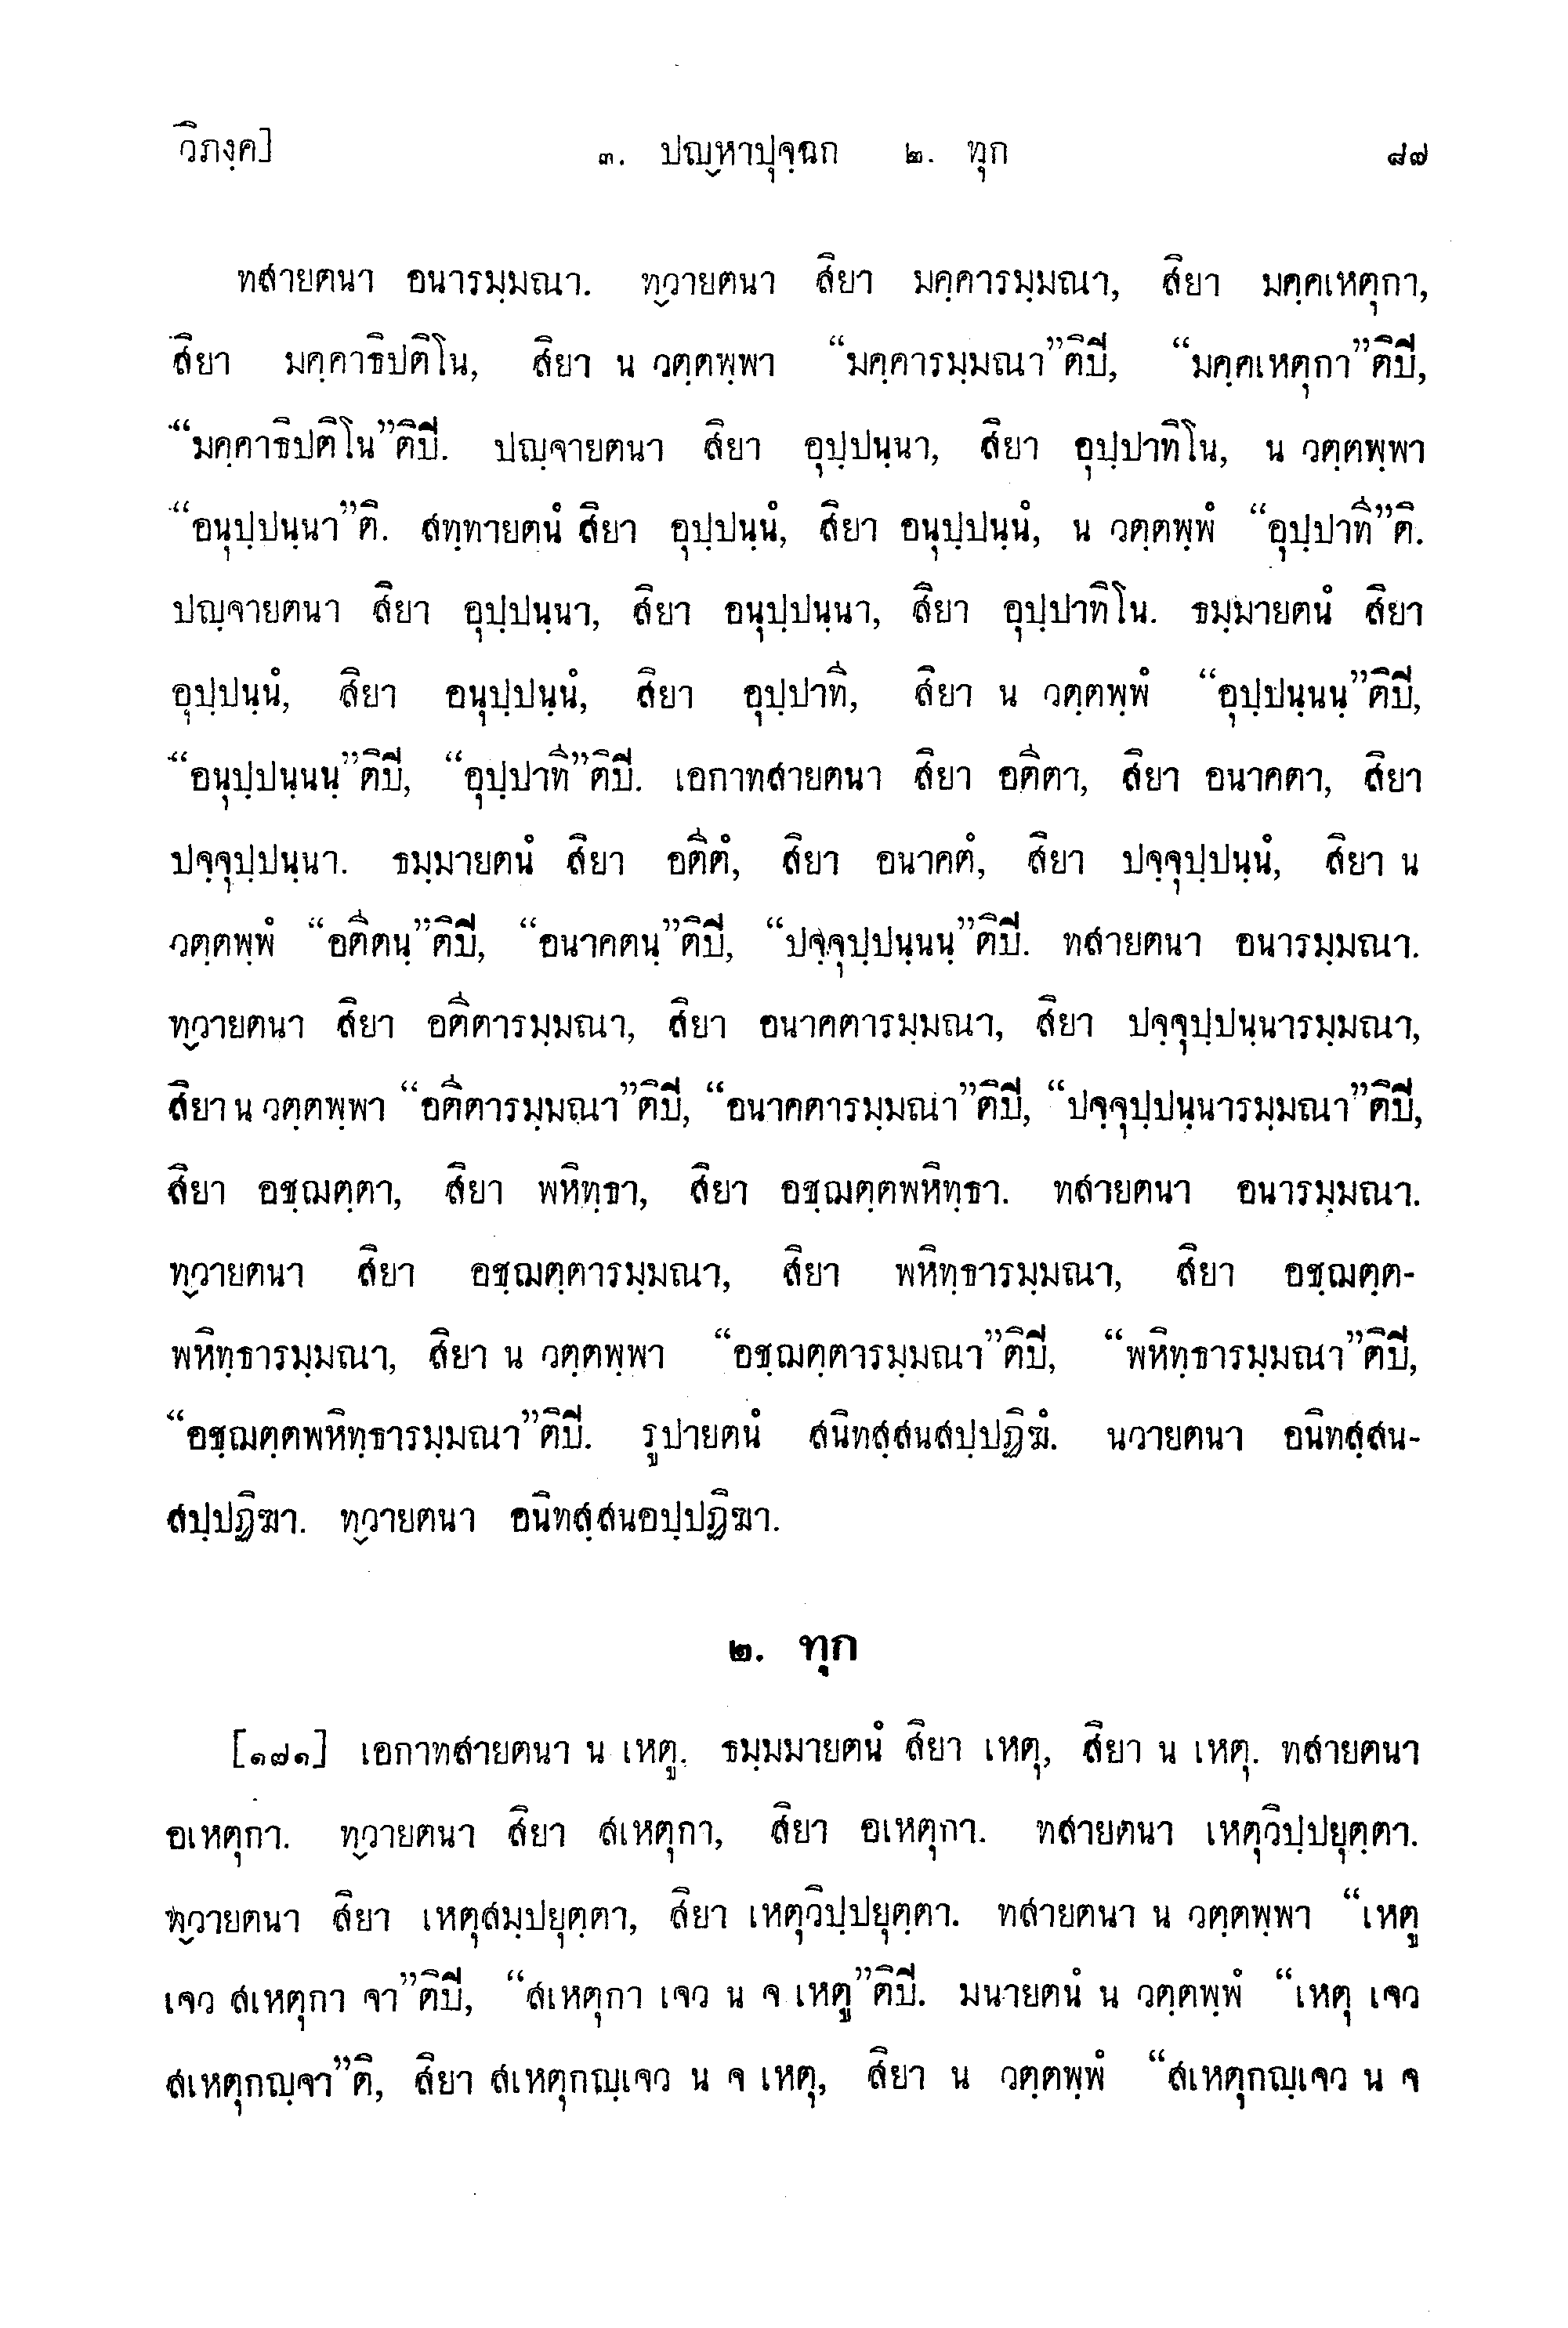 วิภงฺค]	๓. ปญฺหาปุจฺฉก ๒. ทุก	๘๗
ทสายตนา อนารมฺมณา. ทฺวายตนา สิยา มคฺคารมฺมณา, สิยา มคฺคเหตุกา,
สิยา มคฺคาธิปติโน, สิยา น วตฺตพฺพา “มคฺคารมฺมณา”ติปี, “มคฺคเหตุกา”ติปี,
“มคฺคาธิปติโน”ติปี. ปญฺจายตนา สิยา อุปฺปนฺนา, สิยา อุปฺปาทิโน, น วตฺตพฺพา
“อนุปฺปนฺนา”ติ. สทฺทายตนํ สิยา อุปฺปนฺนํ, สิยา อนุปฺปนฺนํ, น วตฺตพฺพํ “อุปฺปาที”ติ.
ปญฺจายตนา สิยา อุปฺปนฺนา, สิยา อนุปฺปนฺนา, สิยา อุปฺปาทิโน. ธมฺมายตนํ สิยา
อุปฺปนฺนํ, สิยา อนุปฺปนฺนํ, สิยา อุปฺปาที, สิยา น วตฺตพฺพํ “อุปฺปนฺนนฺ”ติปี,
“อนุปฺปนฺนนฺ”ติปี, “อุปฺปาที”ติปี. เอกาทสายตนา สิยา อตีตา, สิยา อนาคตา, สิยา
ปจฺจุปฺปนฺนา. ธมฺมายตนํ สิยา อตีตํ, สิยา อนาคตํ, สิยา ปจฺจุปฺปนฺนํ, สิยา น
วตฺตพฺพํ “อตีตนฺ”ติปี, “อนาคตนฺ”ติปี, “ปจฺจุปฺปนฺนนฺ”ติปี. ทสายตนา อนารมฺมณา.
ทฺวายตนา สิยา อตีตารมฺมณา, สิยา อนาคตารมฺมณา, สิยา ปจฺจุปฺปนฺนารมฺมณา,
สิยา น วตฺตพฺพา “อตีตารมฺมณา”ติปี, “อนาคตารมฺมณา”ติปี, “ปจฺจุปฺปนฺนารมฺมณา”ติปี,
สิยา อชฺฌตฺตา, สิยา พหิทฺธา, สิยา อชฺฌตฺตพหิทฺธา. ทสายตนา อนารมฺมณา.
ทฺวายตนา สิยา อชฺฌตฺตารมฺมณา, สิยา พหิทฺธารมฺมณา, สิยา อชฺฌตฺต-
พหิทฺธารมฺมณา, สิยา น วตฺตพฺพา “อชฺฌตฺตารมฺมณา”ติปี, “พหิทฺธารมฺมณา”ติปี,
“อชฺฌตฺตพหิทฺธารมฺมณา”ติปี. รูปายตนํ สนิทสฺสนสปฺปฏิฆํ. นวายตนา อนิทสฺสน-
สปฺปฏิฆา. ทฺวายตนา อนิทสฺสนอปฺปฏิฆา.
๒. ทุก
[๑๗๑] เอกาทสายตนา น เหตู. ธมฺมมายตนํ สิยา เหตุ, สิยา น เหตุ. ทสายตนา
อเหตุกา. ทฺวายตนา สิยา สเหตุกา, สิยา อเหตุกา. ทสายตนา เหตุวิปฺปยุตฺตา.
ทฺวายตนา สิยา เหตุสมฺปยุตฺตา, สิยา เหตุวิปฺปยุตฺตา. ทสายตนา น วตฺตพฺพา “เหตู
เจว สเหตุกา จา”ติปี, “สเหตุกา เจว น จ เหตู”ติปี. มนายตนํ น วตฺตพฺพํ “เหตุ เจว
สเหตุกญฺจา”ติ, สิยา สเหตุกญฺเจว น จ เหตุ, สิยา น วตฺตพฺพํ “สเหตุกญฺเจว น จ